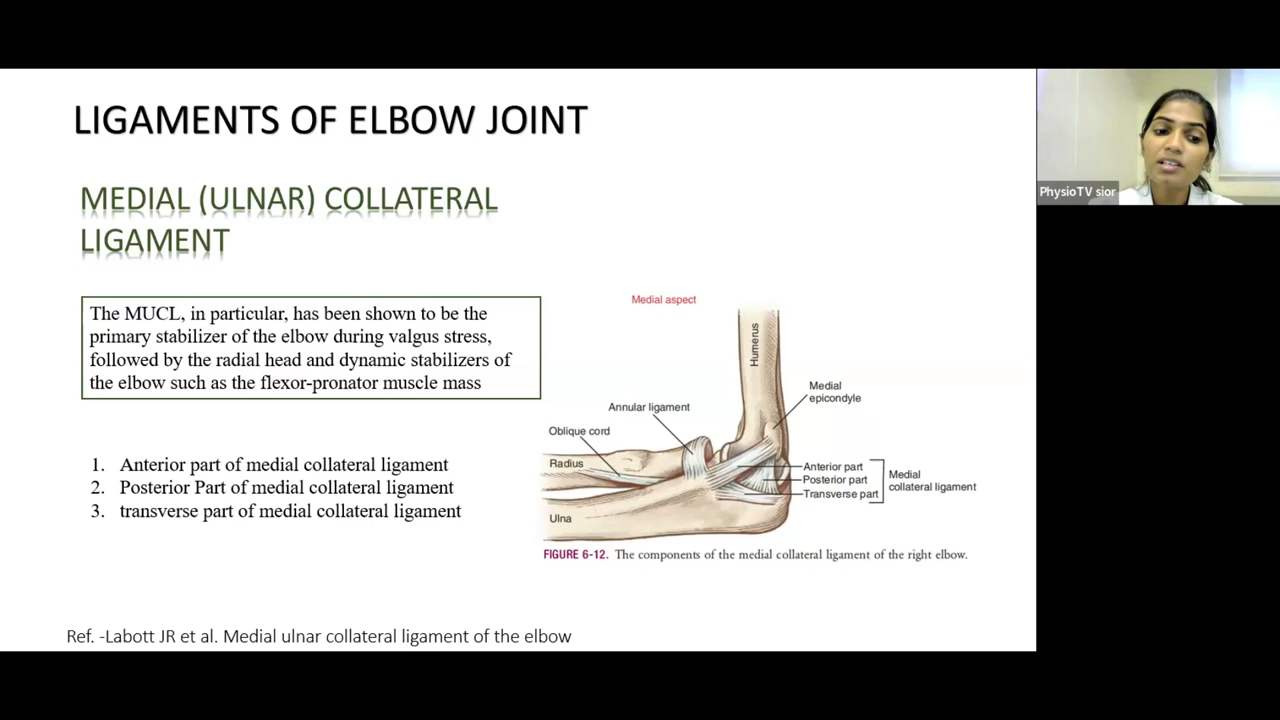 LIGAMENTS OF ELBOW JOINT
MEDIAL (ULNAR) COLLATERAL
LIGAMENT
The MUCL, in particular, has been shown to be the
primary stabilizer of the elbow during valgus stress,
followed by the radial head and dynamic stabilizers of
the elbow such as the flexor-pronator muscle mass
1. Anterior part of medial collateral ligament
2. Posterior Part of medial collateral ligament
3. transverse part of medial collateral ligament
Medial aspect
Humerus
Medial
epicondyle
Annular ligament
Oblique cord
Radius
Anterior part
Posterior part
Transverse part
Medial
collateral ligament
Ulna
FIGURE 6-12. The components of the medial collateral ligament of the right elbow.
Ref. -Labott JR et al. Medial ulnar collateral ligament of the elbow
PhysioTV sior